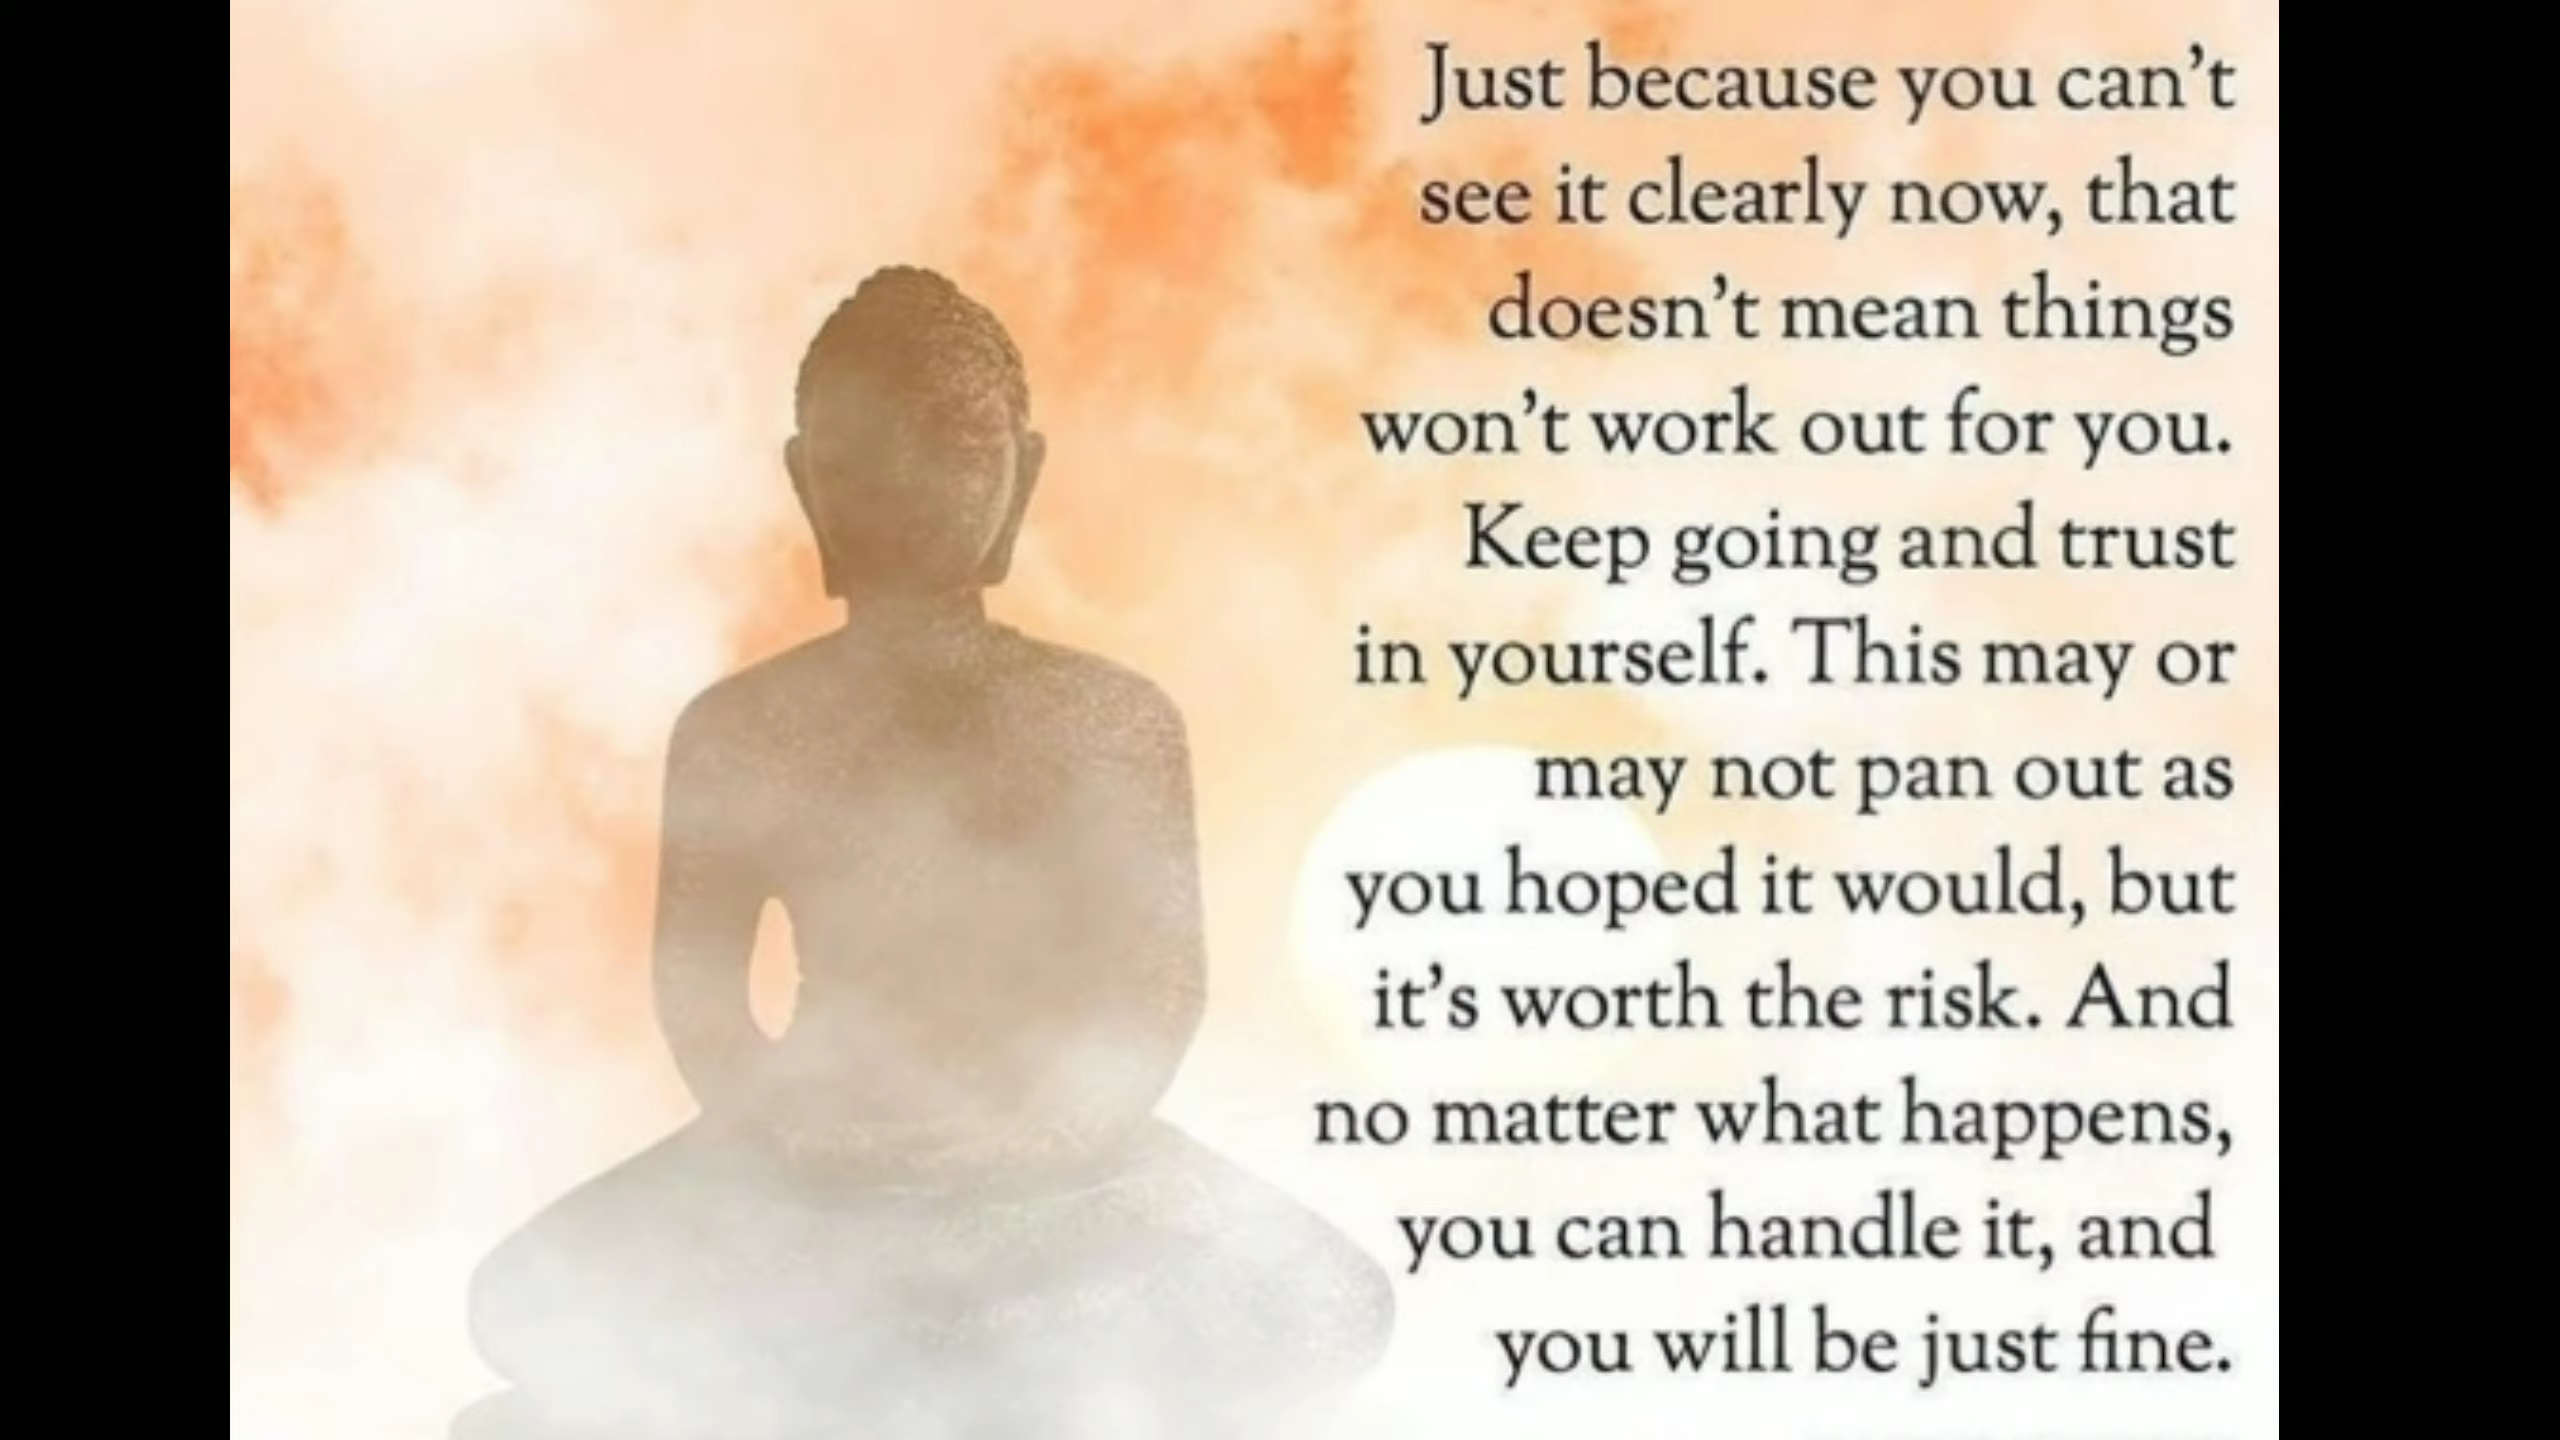 Just because you can’t
see it clearly now, that
doesn’t mean things
won’t work out for you.
Keep going and trust
in yourself. This may or
may not pan out as
you hoped it would, but
it’s worth the risk. And
no matter what happens,
you can handle it, and
you will be just fine.